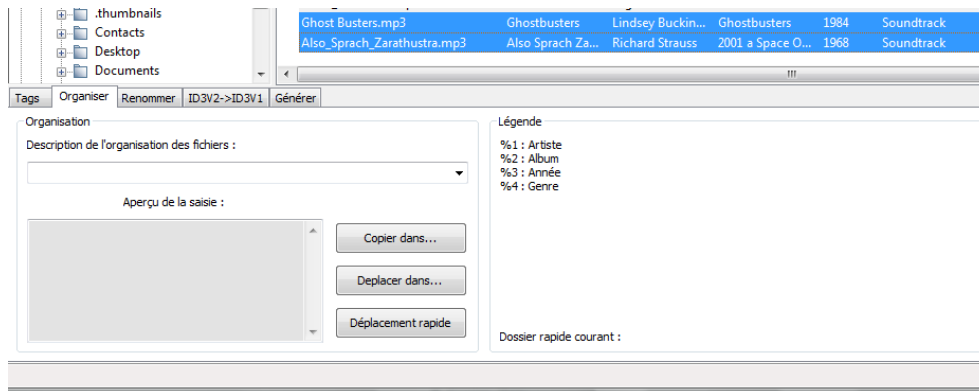 .thumbnails
Contacts
Desktop
Documents
Ghost Busters.mp3 Ghostbusters Lindsey Buckin... Ghostbusters 1984 Soundtrack
Also_Sprach_Zarathustra.mp3 Also Sprach Za... Richard Strauss 2001 a Space O... 1968 Soundtrack
Tags Organiser Renommer ID3V2->ID3V1 Générer
Organisation
Description de l'organisation des fichiers :
Aperçu de la saisie :
Copier dans...
Deplacer dans...
Déplacement rapide
Légende
%1 : Artiste
%2 : Album
%3 : Année
%4 : Genre
Dossier rapide courant :